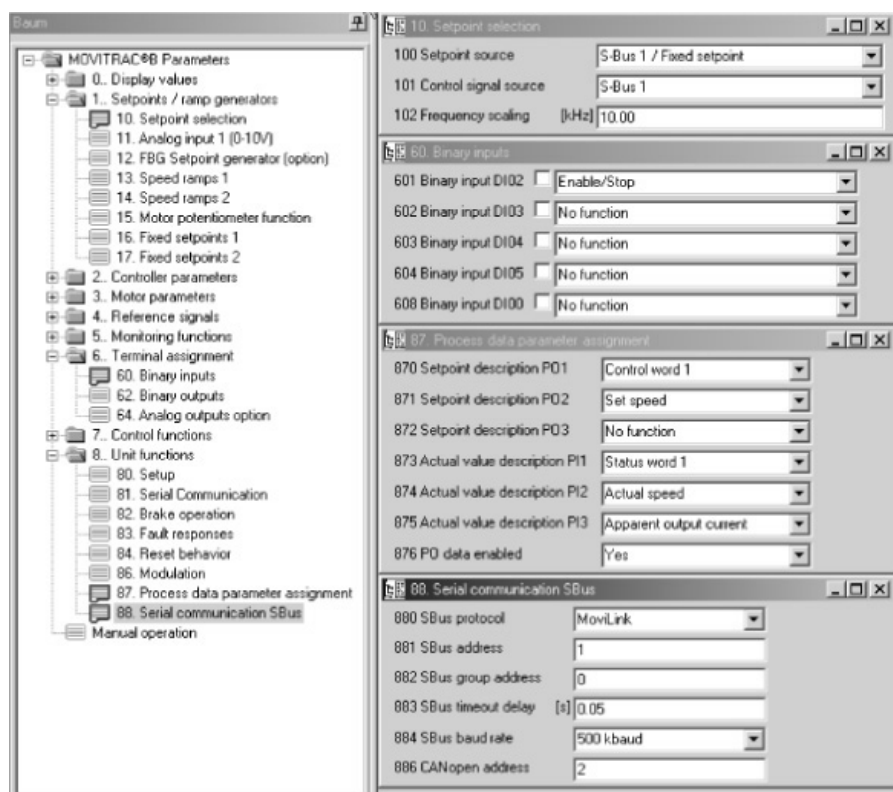 Baum
MOVITRAC®B Parameters
0.. Display values
1.. Setpoints / ramp generators
10. Setpoint selection
11. Analog input 1 (0-10V)
12. FBG Setpoint generator (option)
13. Speed ramps 1
14. Speed ramps 2
15. Motor potentiometer function
16. Fixed setpoints 1
17. Fixed setpoints 2
2.. Controller parameters
3.. Motor parameters
4.. Reference signals
5.. Monitoring functions
6.. Terminal assignment
60. Binary inputs
62. Binary outputs
64. Analog outputs option
7.. Control functions
8.. Unit functions
80. Setup
81. Serial Communication
82. Brake operation
83. Fault responses
84. Reset behavior
86. Modulation
87. Process data parameter assignment
88. Serial communication SBus
Manual operation
10. Setpoint selection
100 Setpoint source S-Bus 1 / Fixed setpoint
101 Control signal source S-Bus 1
102 Frequency scaling [kHz] 10.00
60. Binary inputs
601 Binary input DI02 Enable/Stop
602 Binary input DI03 No function
603 Binary input DI04 No function
604 Binary input DI05 No function
608 Binary input DI00 No function
87. Process data parameter assignment
870 Setpoint description PO1 Control word 1
871 Setpoint description PO2 Set speed
872 Setpoint description PO3 No function
873 Actual value description PI1 Status word 1
874 Actual value description PI2 Actual speed
875 Actual value description PI3 Apparent output current
876 PO data enabled Yes
88. Serial communication SBus
880 SBus protocol MoviLink
881 SBus address 1
882 SBus group address 0
883 SBus timeout delay [s] 0.05
884 SBus baud rate 500 kbaud
886 CANopen address 2